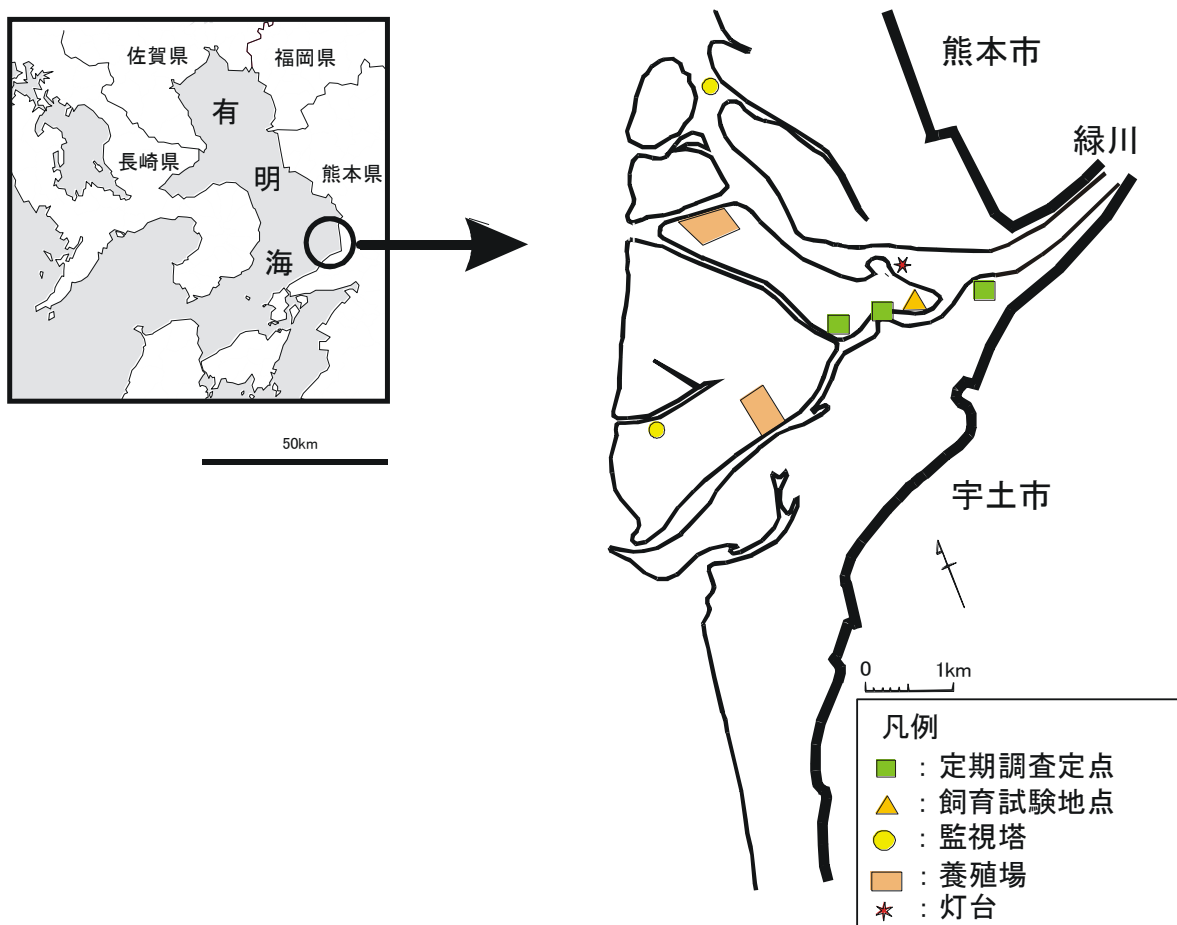 佐賀県
福岡県
有
明
海
長崎県
熊本県
50km
熊本市
緑川
宇土市
0 1km
凡例
：定期調査定点
：飼育試験地点
：監視塔
：養殖場
：灯台